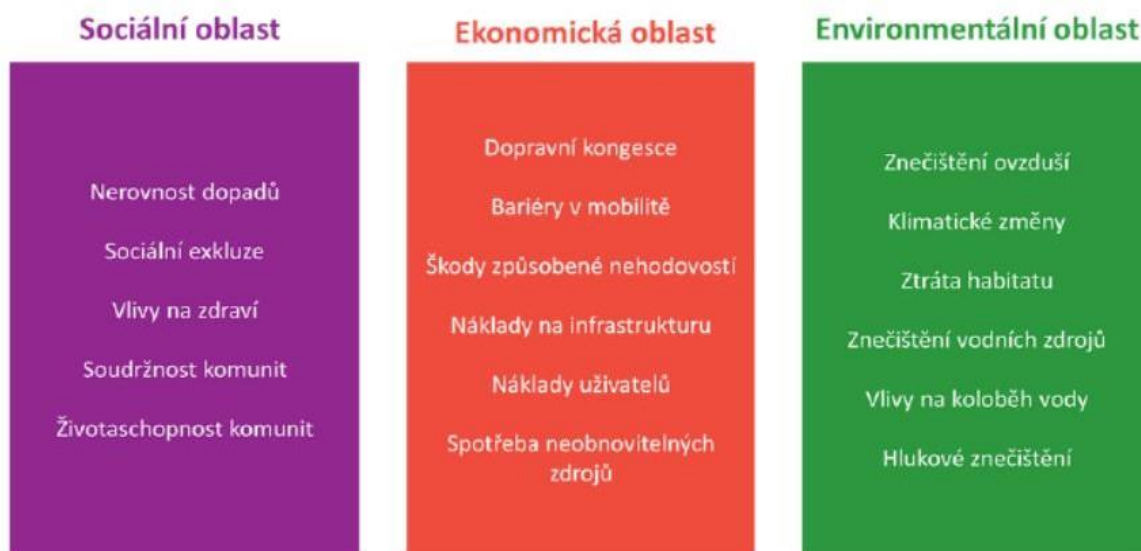 Sociální oblast
Nerovnost dopadů
Sociální exkluze
Vlivy na zdraví
Soudržnost komunit
Životaschopnost komunit
Ekonomická oblast
Dopravní kongesce
Bariéry v mobilitě
Škody způsobené nehodovostí
Náklady na infrastrukturu
Náklady uživatelů
Spotřeba neobnovitelných
zdrojů
Environmentální oblast
Znečištění ovzduší
Klimatické změny
Ztráta habitatu
Znečištění vodních zdrojů
Vlivy na koloběh vody
Hlukové znečištění